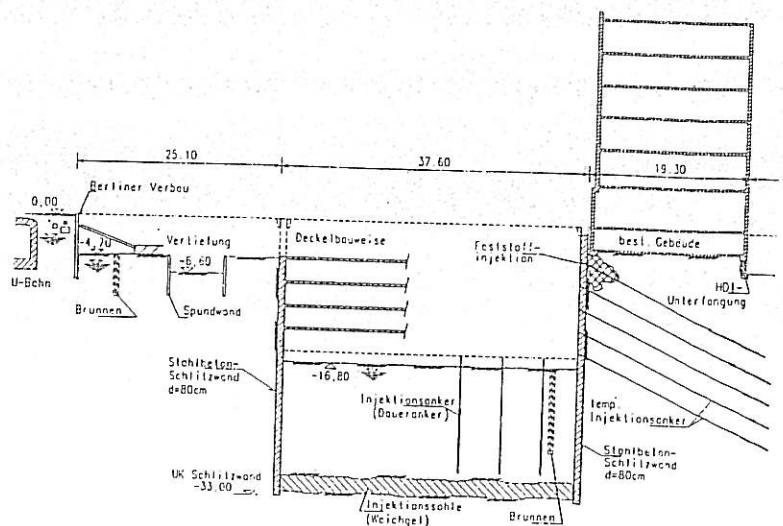 25.10
37.60
19.30
Berliner Verbau
0,00
-4,70
Vertiefung
-6.60
U-Bahn
Brunnen
Spundwand
Deckelbauweise
Feststoff-
injektion
best. Gebäude
HDI-
Unterfangung
Stahlbeton-
Schlitzwand
d=80cm
-16,80
Injektionsanker
(Daueranker)
temp.
Injektionsanker
Stahlbeton-
Schlitzwand
d=80cm
UK Schlitzwand
-33,00
Injektionssohle
(Weichgel)
Brunnen